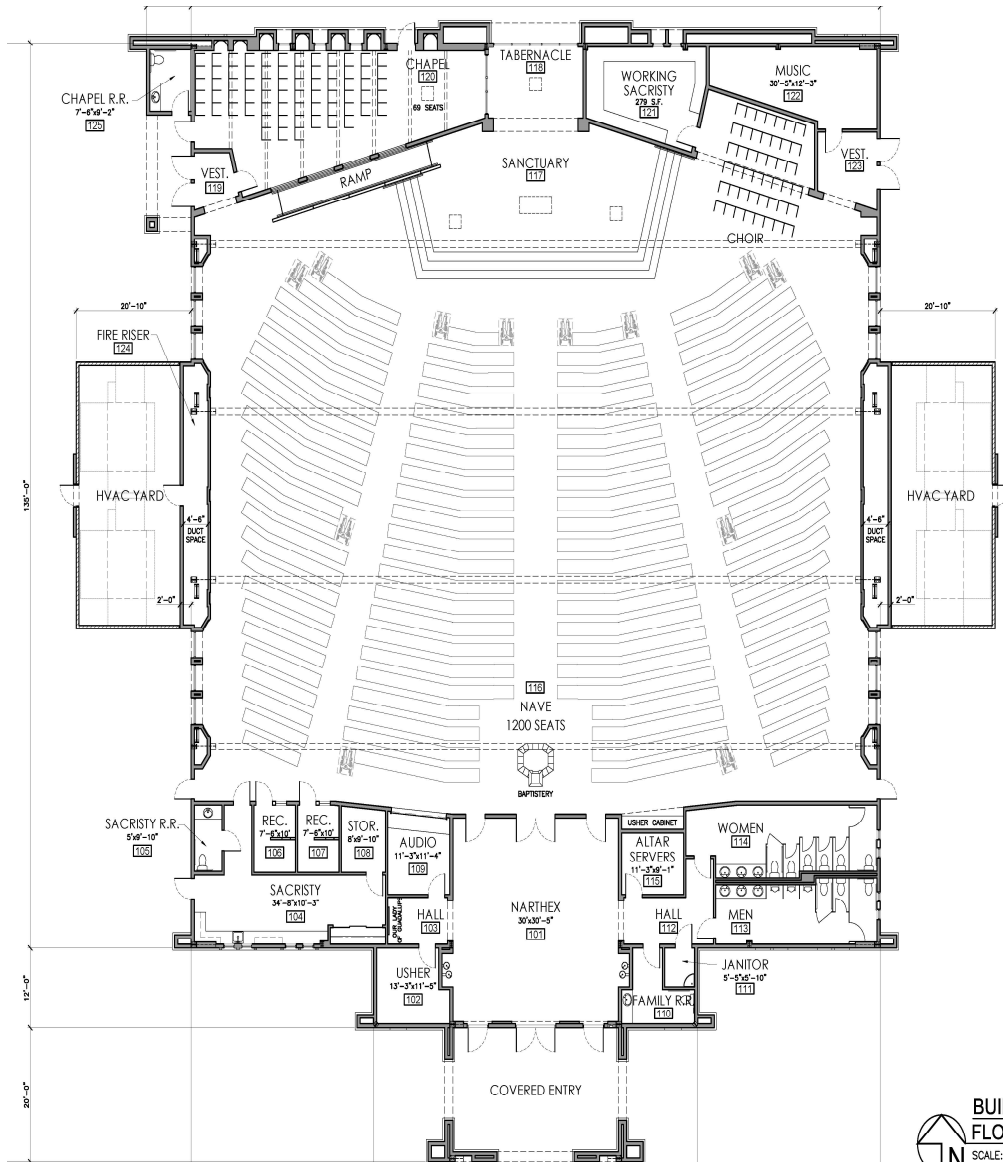 CHAPEL
120
69 SEATS
TABERNACLE
118
WORKING
SACRISTY
279 S.F.
121
MUSIC
30'-5"x12'-3"
122
CHAPEL R.R.
7'-6"x9'-2"
125
VEST.
119
RAMP
SANCTUARY
117
VEST.
123
CHOIR
20'-10"
20'-10"
FIRE RISER
124
135'-0"
HVAC YARD
4'-6"
DUCT
SPACE
2'-0"
HVAC YARD
4'-6"
DUCT
SPACE
2'-0"
116
NAVE
1200 SEATS
BAPTISTERY
SACRISTY R.R.
5'x9'-10"
105
REC.
7'-6"x10'
106
REC.
7'-6"x10'
107
STOR.
8'x9'-10"
108
AUDIO
11'-3"x11'-4"
109
USHER CABINET
ALTAR
SERVERS
11'-3"x9'-1"
115
WOMEN
114
SACRISTY
34'-8"x10'-3"
104
OUR LADY
OF GUADALUPE
HALL
103
NARTHEX
30'x30'-5"
101
HALL
112
MEN
113
12'-0"
USHER
13'-3"x11'-5"
102
FAMILY R.R.
110
JANITOR
5'-5"x5'-10"
111
20'-0"
COVERED ENTRY
BUI
FLO
SCALE:
N